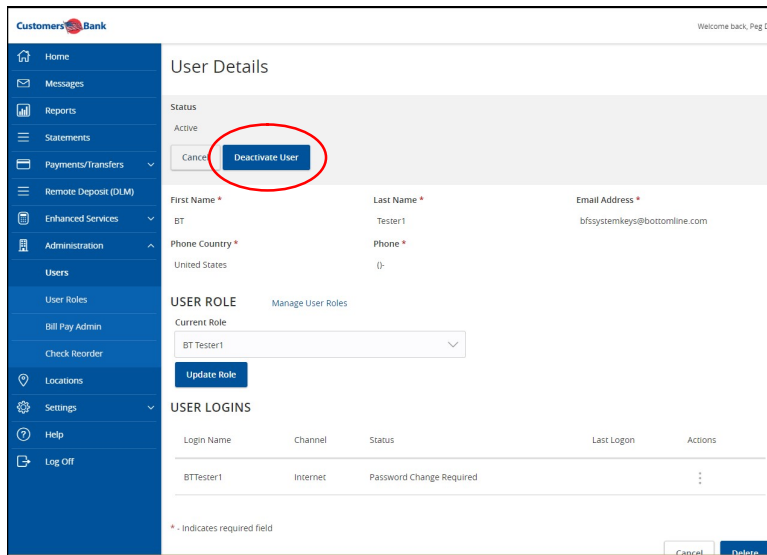 Customers Bank
Welcome back, Peg D
Home
Messages
Reports
Statements
Payments/Transfers
Remote Deposit (DLM)
Enhanced Services
Administration
Users
User Roles
Bill Pay Admin
Check Reorder
Locations
Settings
Help
Log Off
User Details
Status
Active
Cancel Deactivate User
First Name * Last Name * Email Address *
BT Tester1 bfssystemkeys@bottomline.com
Phone Country * Phone *
United States ()-
USER ROLE Manage User Roles
Current Role
BT Tester1
Update Role
USER LOGINS
Login Name Channel Status Last Logon Actions
BTTester1 Internet Password Change Required
* - Indicates required field
Cancel Delete